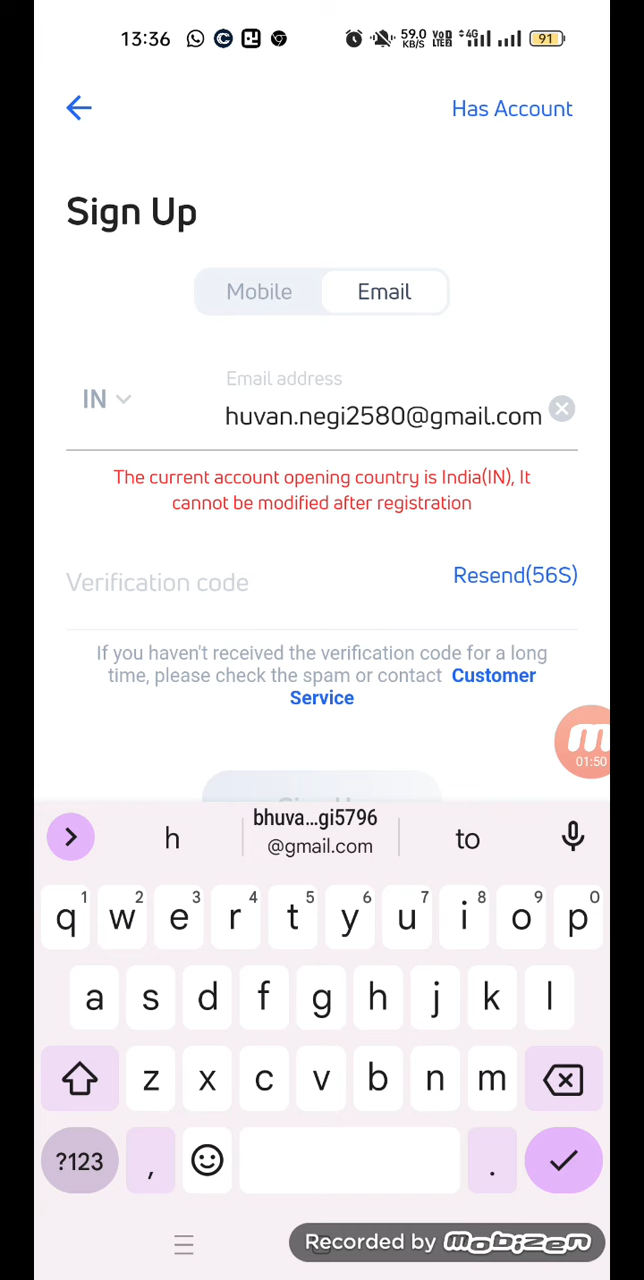 13:36 59.0 KB/S VoD LTE2 4G 91
Has Account
Sign Up
Mobile Email
Email address
IN huvan.negi2580@gmail.com
The current account opening country is India(IN), It
cannot be modified after registration
Verification code Resend(56S)
If you haven't received the verification code for a long
time, please check the spam or contact Customer
Service
01:50
h bhuva...gi5796 to
@gmail.com
1 2 3 4 5 6 7 8 9 0
q w e r t y u i o p
a s d f g h j k l
z x c v b n m
?123 , .
Recorded by mobizen